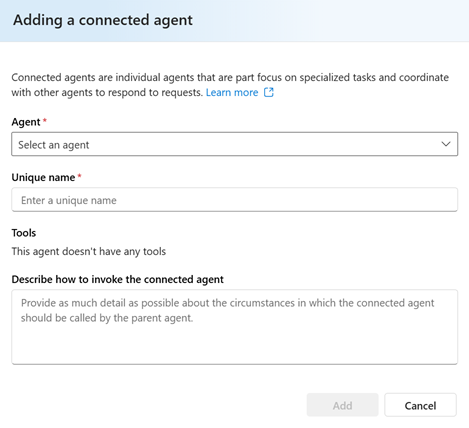 Adding a connected agent
Connected agents are individual agents that are part focus on specialized tasks and coordinate
with other agents to respond to requests. Learn more
Agent *
Select an agent
Unique name *
Enter a unique name
Tools
This agent doesn't have any tools
Describe how to invoke the connected agent
Provide as much detail as possible about the circumstances in which the connected agent
should be called by the parent agent.
Add Cancel